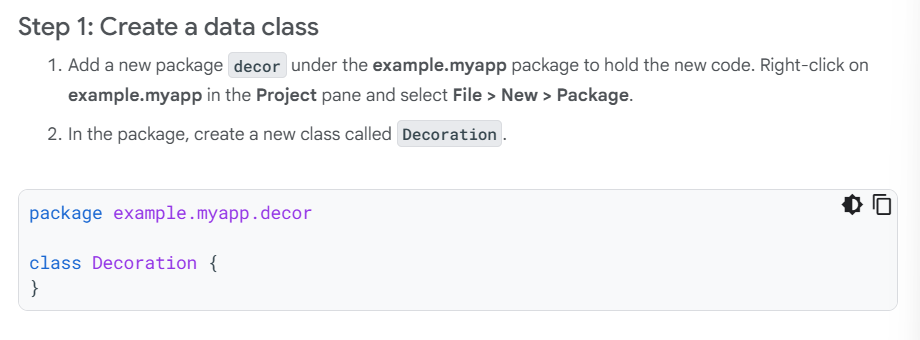 Step 1: Create a data class
1. Add a new package decor under the example.myapp package to hold the new code. Right-click on
example.myapp in the Project pane and select File > New > Package.
2. In the package, create a new class called Decoration.
package example.myapp.decor
class Decoration {
}